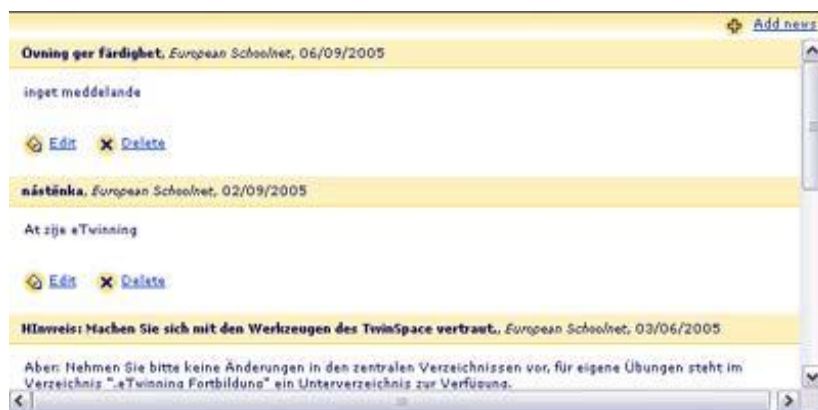 Add news
Övning ger färdighet, European Schoolnet, 06/09/2005
inget meddelande
Edit Delete
nástěnka, European Schoolnet, 02/09/2005
At zije eTwinning
Edit Delete
HInweis: Machen Sie sich mit den Werkzeugen des TwinSpace vertraut., European Schoolnet, 03/06/2005
Aber: Nehmen Sie bitte keine Änderungen in den zentralen Verzeichnissen vor, für eigene Übungen steht im
Verzeichnis ".eTwinning Fortbildung" ein Unterverzeichnis zur Verfügung.